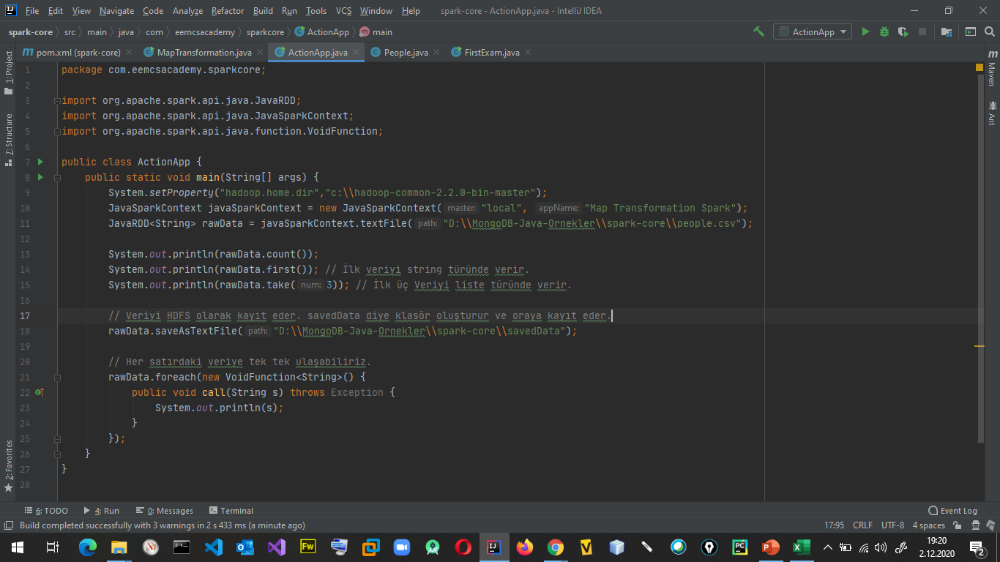 File Edit View Navigate Code Analyze Refactor Build Run Tools VCS Window Help spark-core - ActionApp.java - IntelliJ IDEA
spark-core src main java com eemcsacademy sparkcore ActionApp main ActionApp
pom.xml (spark-core) MapTransformation.java ActionApp.java People.java FirstExam.java
1: Project
7: Structure
2: Favorites
Maven
Ant
1 package com.eemcsacademy.sparkcore;
2
3 import org.apache.spark.api.java.JavaRDD;
4 import org.apache.spark.api.java.JavaSparkContext;
5 import org.apache.spark.api.java.function.VoidFunction;
6
7 public class ActionApp {
8 public static void main(String[] args) {
9 System.setProperty("hadoop.home.dir","c:\\hadoop-common-2.2.0-bin-master");
10 JavaSparkContext javaSparkContext = new JavaSparkContext( master: "local", appName: "Map Transformation Spark");
11 JavaRDD<String> rawData = javaSparkContext.textFile( path: "D:\\MongoDB-Java-Ornekler\\spark-core\\people.csv");
12
13 System.out.println(rawData.count());
14 System.out.println(rawData.first()); // İlk veriyi string türünde verir.
15 System.out.println(rawData.take( num: 3)); // İlk üç Veriyi liste türünde verir.
16
17 // Veriyi HDFS olarak kayıt eder. savedData diye klasör oluşturur ve oraya kayıt eder.
18 rawData.saveAsTextFile( path: "D:\\MongoDB-Java-Ornekler\\spark-core\\savedData");
19
20 // Her satırdaki veriye tek tek ulaşabiliriz.
21 rawData.foreach(new VoidFunction<String>() {
22 public void call(String s) throws Exception {
23 System.out.println(s);
24 }
25 });
26 }
27 }
28
6: TODO 4: Run 0: Messages Terminal Event Log
Build completed successfully with 3 warnings in 2 s 433 ms (a minute ago) 17:95 CRLF UTF-8 4 spaces
19:20
2.12.2020
2